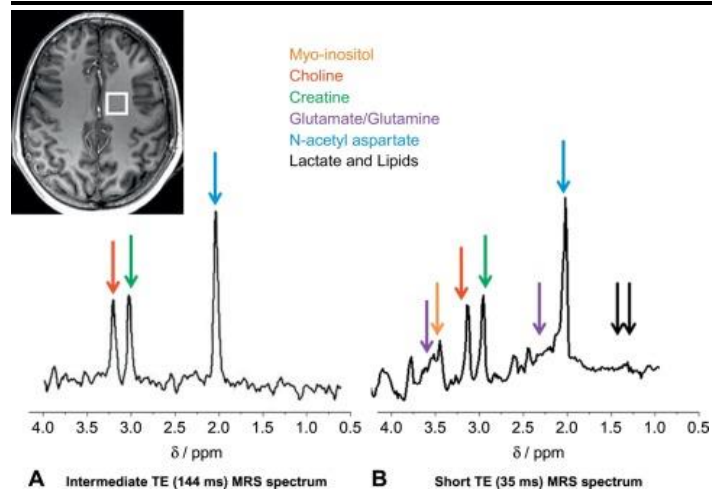 Myo-inositol
Choline
Creatine
Glutamate/Glutamine
N-acetyl aspartate
Lactate and Lipids
4.0 3.5 3.0 2.5 2.0 1.5 1.0 0.5
δ / ppm
A Intermediate TE (144 ms) MRS spectrum
4.0 3.5 3.0 2.5 2.0 1.5 1.0 0.5
δ / ppm
B Short TE (35 ms) MRS spectrum